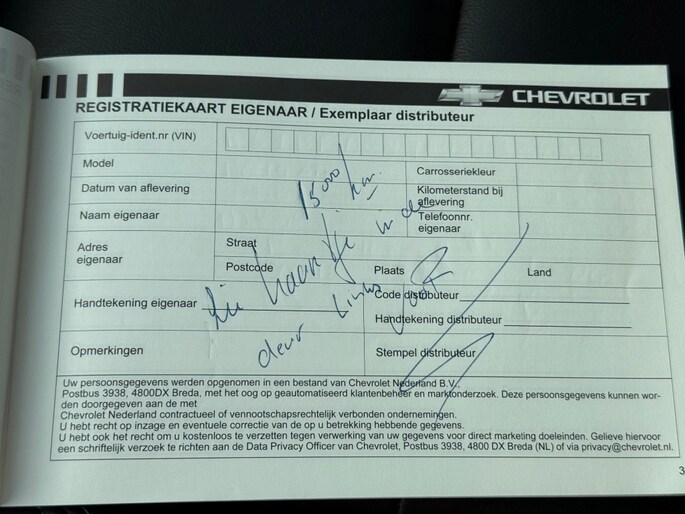 CHEVROLET
REGISTRATIEKAART EIGENAAR / Exemplaar distributeur
Voertuig-ident.nr (VIN)
Model
Carrosseriekleur
Datum van aflevering
Kilometerstand bij aflevering
Naam eigenaar
Telefoonnr. eigenaar
Adres eigenaar
Straat
Postcode
Plaats
Land
Handtekening eigenaar
Code distributeur
Handtekening distributeur
Opmerkingen
Stempel distributeur
15000 km.
in de
deur links
Uw persoonsgegevens werden opgenomen in een bestand van Chevrolet Nederland B.V.,
Postbus 3938, 4800DX Breda, met het oog op geautomatiseerd klantenbeheer en marktonderzoek. Deze persoonsgegevens kunnen wor-
den doorgegeven aan de met
Chevrolet Nederland contractueel of vennootschapsrechtelijk verbonden ondernemingen.
U hebt recht op inzage en eventuele correctie van de op u betrekking hebbende gegevens.
U hebt ook het recht om u kostenloos te verzetten tegen verwerking van uw gegevens voor direct marketing doeleinden. Gelieve hiervoor
een schriftelijk verzoek te richten aan de Data Privacy Officer van Chevrolet, Postbus 3938, 4800 DX Breda (NL) of via privacy@chevrolet.nl.
3